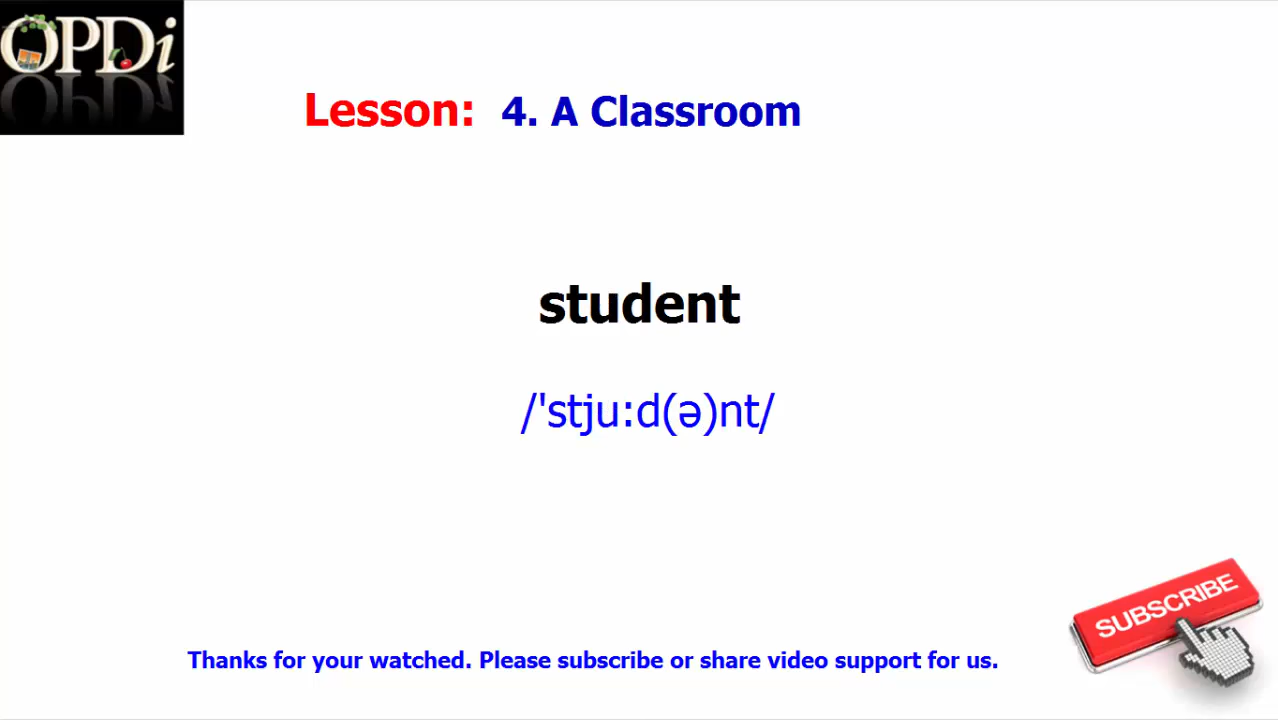 OPDi
Lesson: 4. A Classroom
student
/'stju:d(ə)nt/
SUBSCRIBE
Thanks for your watched. Please subscribe or share video support for us.